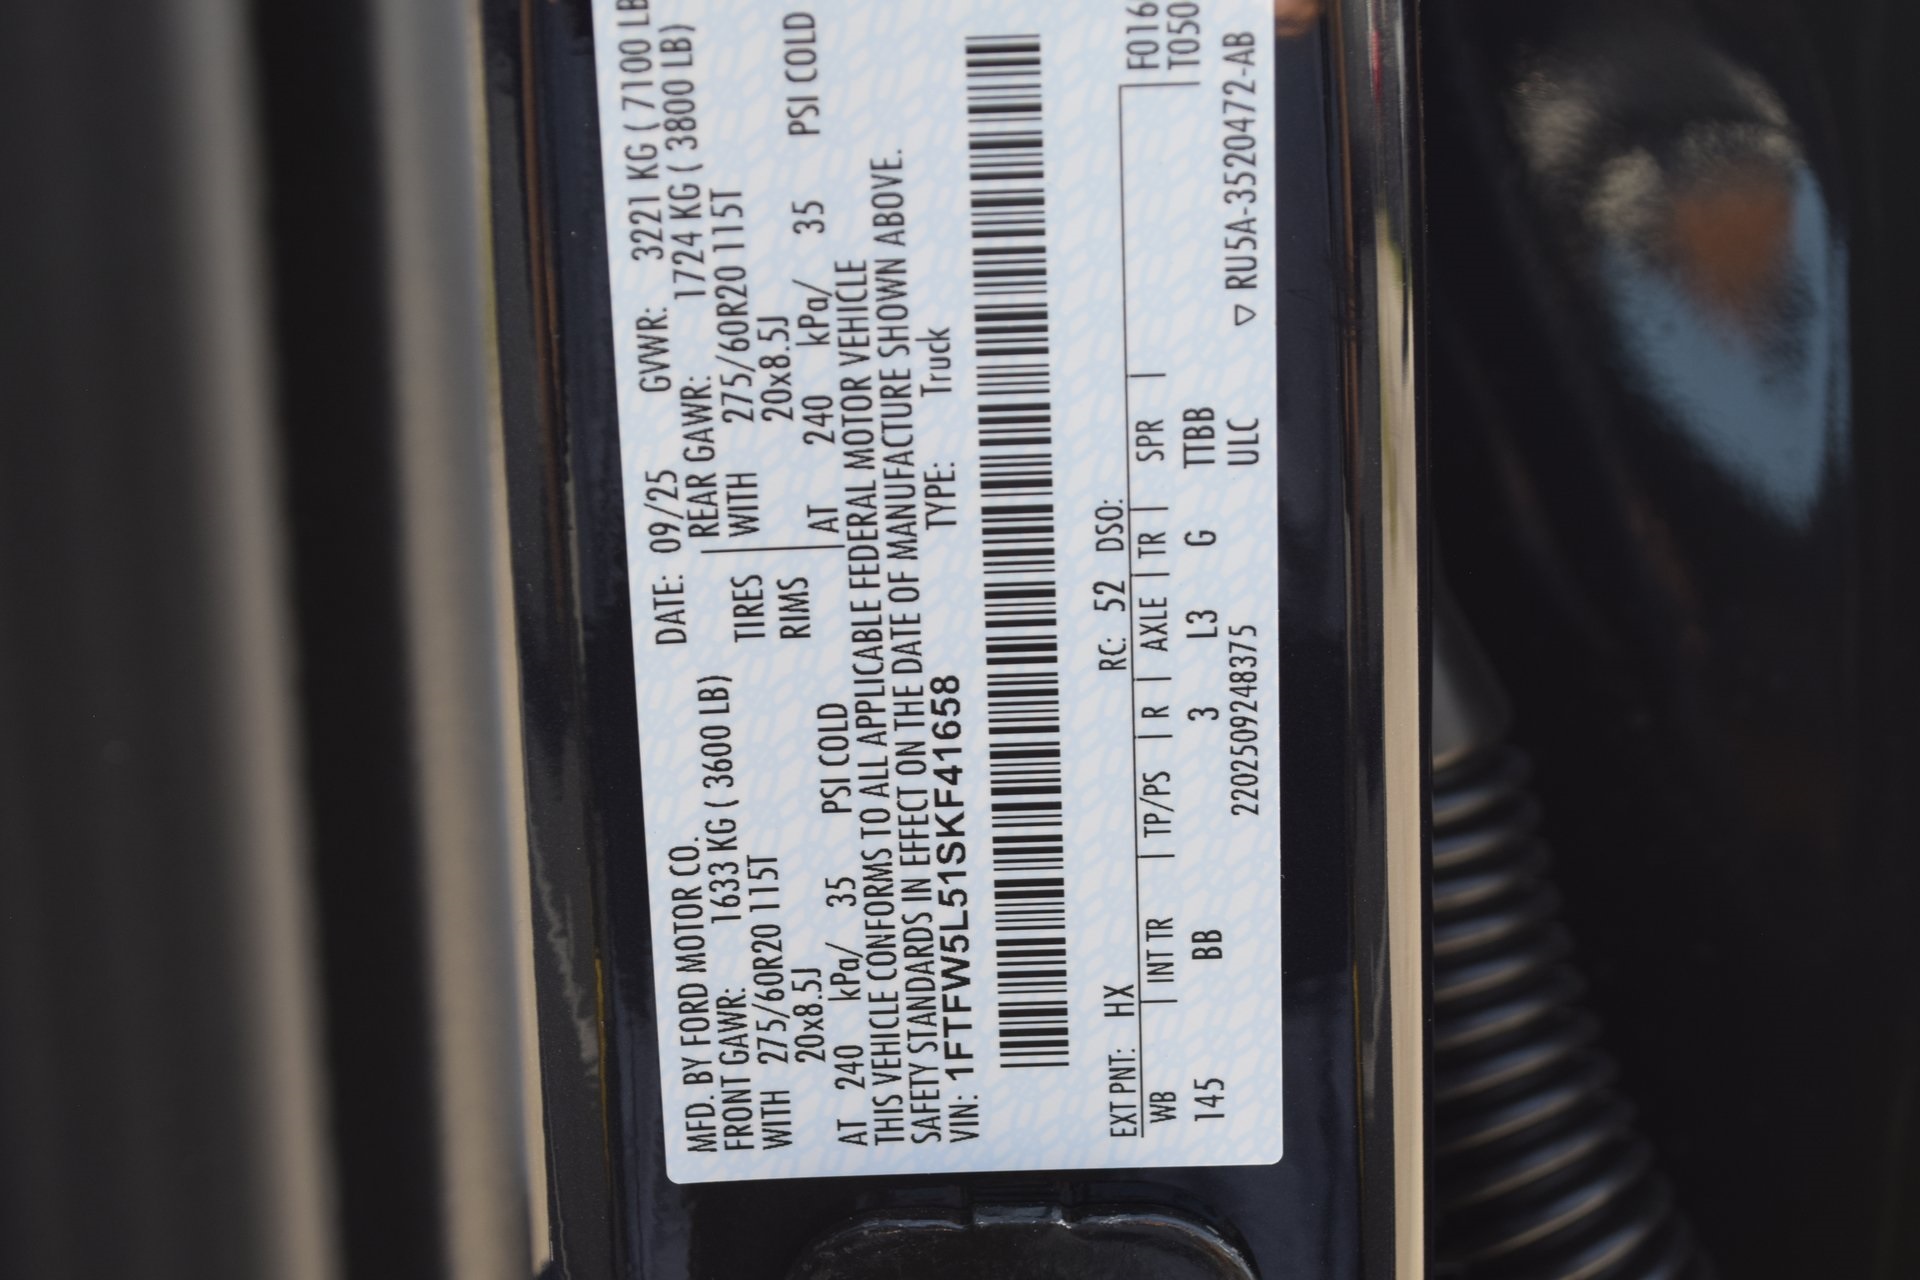 MFD. BY FORD MOTOR CO. DATE: 09/25 GVWR: 3221 KG ( 7100 LB
FRONT GAWR: 1633 KG ( 3600 LB) REAR GAWR: 1724 KG ( 3800 LB)
WITH 275/60R20 115T TIRES WITH 275/60R20 115T
20x8.5J RIMS 20x8.5J
AT 240 kPa/ 35 PSI COLD AT 240 kPa/ 35 PSI COLD
THIS VEHICLE CONFORMS TO ALL APPLICABLE FEDERAL MOTOR VEHICLE
SAFETY STANDARDS IN EFFECT ON THE DATE OF MANUFACTURE SHOWN ABOVE.
VIN: 1FTFW5L51SKF41658 TYPE: Truck
EXT PNT: HX RC: 52 DSO: F016
WB INT TR TP/PS R AXLE TR SPR T050
145 BB 3 L3 G TTBB
2202509248375 ULC ▽ RU5A-3520472-AB